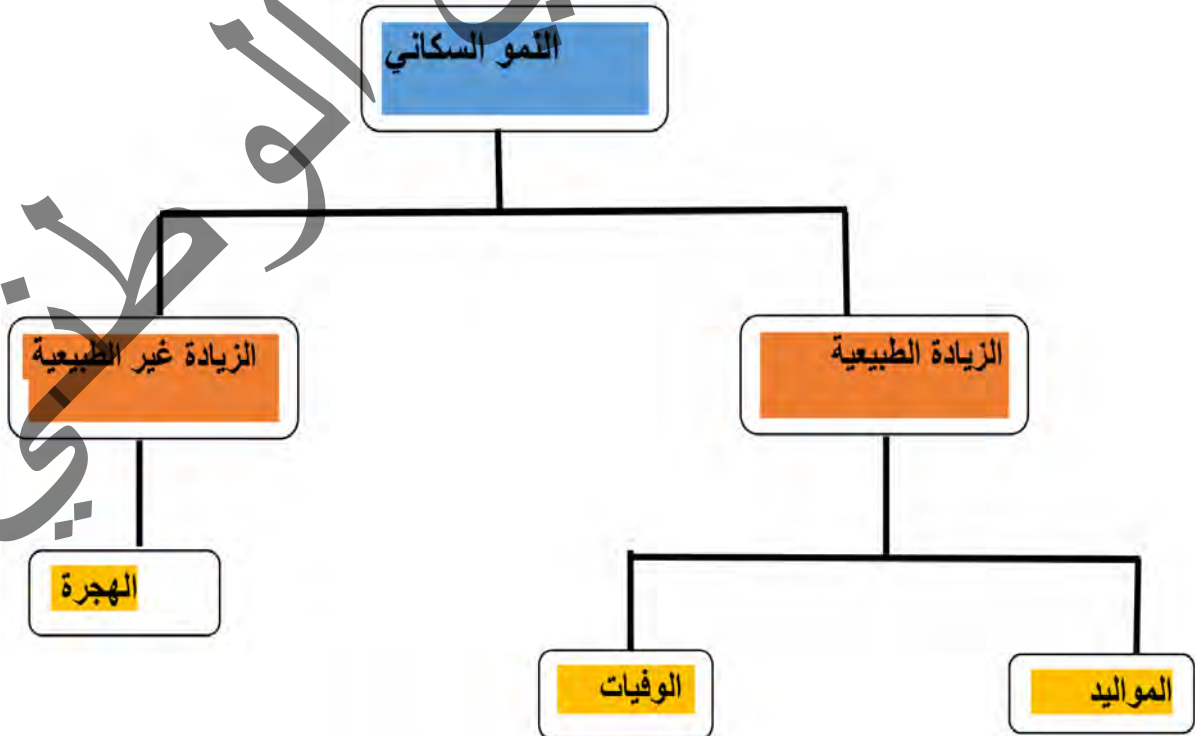 النمو السكاني
الزيادة الطبيعية
الزيادة غير الطبيعية
المواليد
الوفيات
الهجرة